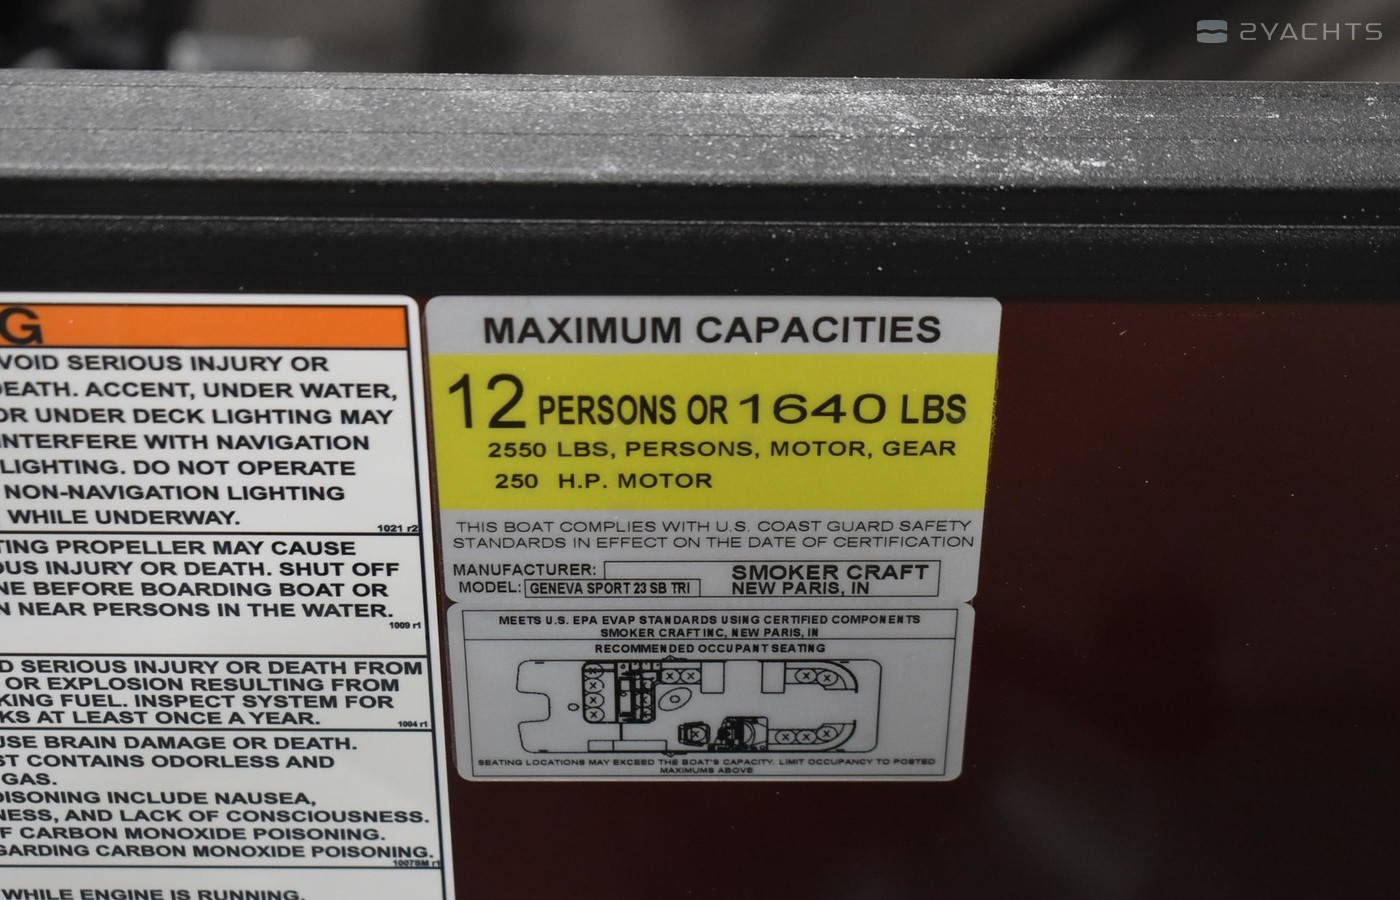 2YACHTS
G
VOID SERIOUS INJURY OR
DEATH. ACCENT, UNDER WATER,
OR UNDER DECK LIGHTING MAY
INTERFERE WITH NAVIGATION
LIGHTING. DO NOT OPERATE
NON-NAVIGATION LIGHTING
WHILE UNDERWAY.
1021 r2
TING PROPELLER MAY CAUSE
OUS INJURY OR DEATH. SHUT OFF
NE BEFORE BOARDING BOAT OR
N NEAR PERSONS IN THE WATER.
1009 r1
D SERIOUS INJURY OR DEATH FROM
OR EXPLOSION RESULTING FROM
KING FUEL. INSPECT SYSTEM FOR
KS AT LEAST ONCE A YEAR.
1004 r1
USE BRAIN DAMAGE OR DEATH.
ST CONTAINS ODORLESS AND
GAS.
OISONING INCLUDE NAUSEA,
NESS, AND LACK OF CONSCIOUSNESS.
F CARBON MONOXIDE POISONING.
GARDING CARBON MONOXIDE POISONING.
1007SM r1
WHILE ENGINE IS RUNNING.
MAXIMUM CAPACITIES
12 PERSONS OR 1640 LBS
2550 LBS, PERSONS, MOTOR, GEAR
250 H.P. MOTOR
THIS BOAT COMPLIES WITH U.S. COAST GUARD SAFETY
STANDARDS IN EFFECT ON THE DATE OF CERTIFICATION
MANUFACTURER: SMOKER CRAFT
MODEL: GENEVA SPORT 23 SB TRI NEW PARIS, IN
MEETS U.S. EPA EVAP STANDARDS USING CERTIFIED COMPONENTS
SMOKER CRAFT INC, NEW PARIS, IN
RECOMMENDED OCCUPANT SEATING
SEATING LOCATIONS MAY EXCEED THE BOAT'S CAPACITY. LIMIT OCCUPANCY TO POSTED
MAXIMUMS ABOVE